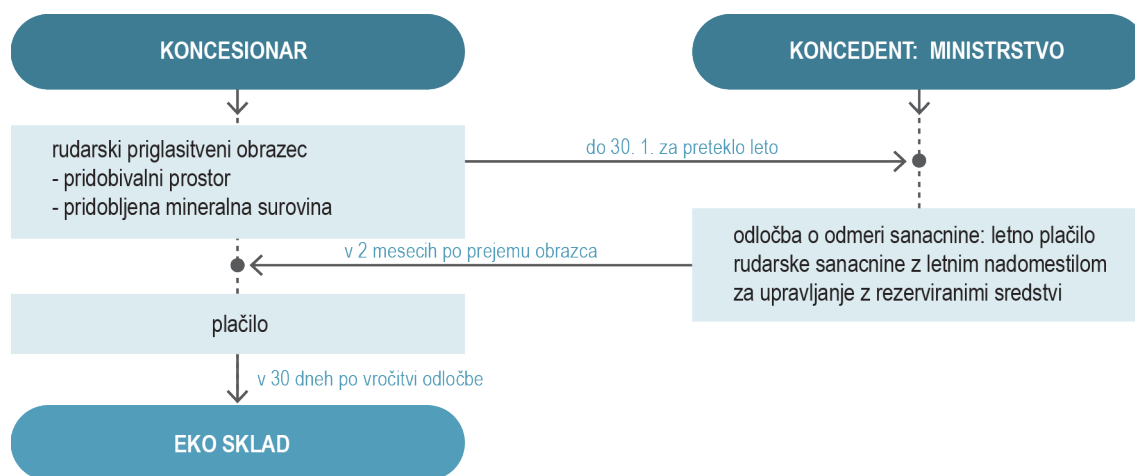 KONCESIONAR
KONCEDENT: MINISTRSTVO
rudarski priglasitveni obrazec
- pridobivalni prostor
- pridobljena mineralna surovina
do 30. 1. za preteklo leto
odločba o odmeri sanacnine: letno plačilo
rudarske sanacnine z letnim nadomestilom
za upravljanje z rezerviranimi sredstvi
v 2 mesecih po prejemu obrazca
plačilo
v 30 dneh po vročitvi odločbe
EKO SKLAD